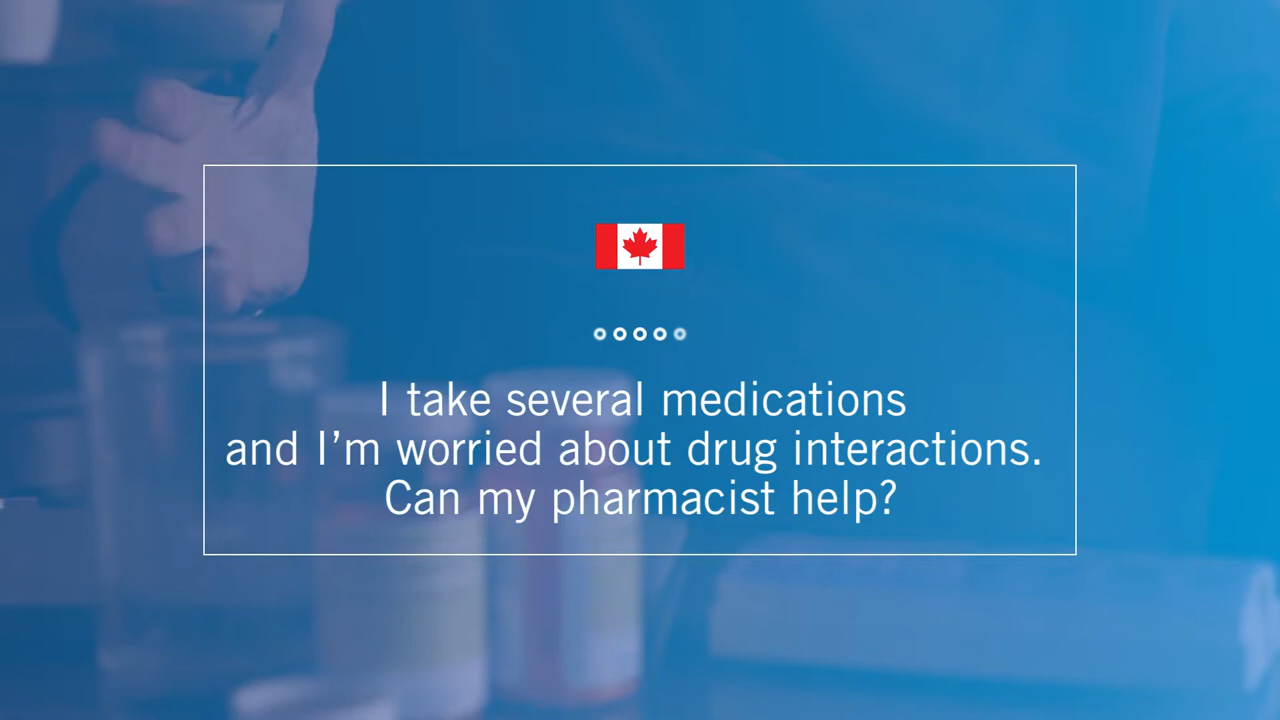 I take several medications
and I’m worried about drug interactions.
Can my pharmacist help?